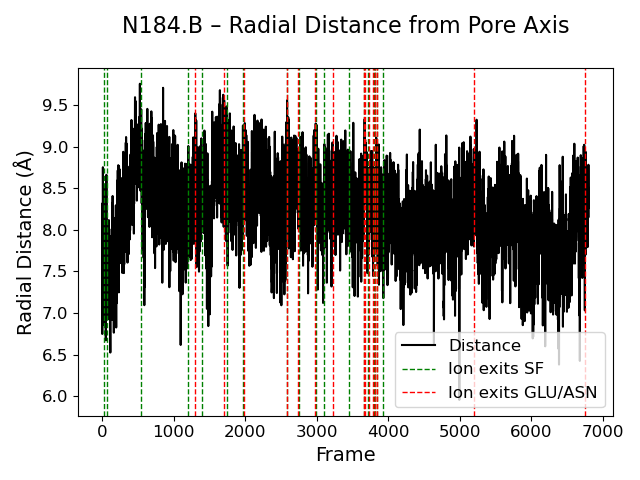 N184.B – Radial Distance from Pore Axis
Radial Distance (Å)
9.5
9.0
8.5
8.0
7.5
7.0
6.5
6.0
Distance
Ion exits SF
Ion exits GLU/ASN
0 1000 2000 3000 4000 5000 6000 7000
Frame